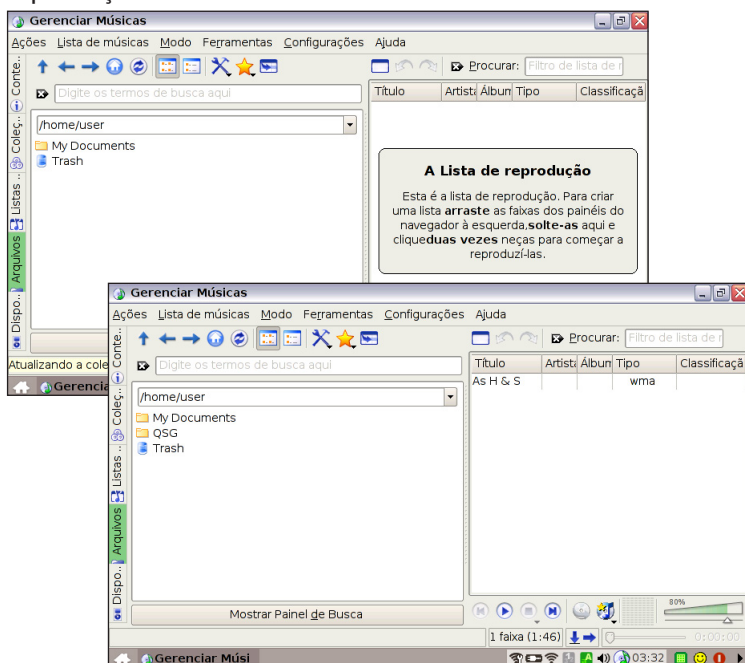 Gerenciar Músicas
Ações Lista de músicas Modo Ferramentas Configurações Ajuda
Procurar: Filtro de lista de r
Digite os termos de busca aqui
Título Artista Álbum Tipo Classificaçã
/home/user
My Documents
Trash
Conte..
Coleç..
Listas ..
Arquivos
Dispo..
A Lista de reprodução
Esta é a lista de reprodução. Para criar
uma lista arraste as faixas dos painéis do
navegador à esquerda,solte-as aqui e
cliqueduas vezes neças para começar a
reproduzí-las.
Atualizando a cole
Gerencia
Gerenciar Músicas
Ações Lista de músicas Modo Ferramentas Configurações Ajuda
Procurar: Filtro de lista de r
Digite os termos de busca aqui
Título Artista Álbum Tipo Classificaçã
As H & S wma
/home/user
My Documents
QSG
Trash
Conte..
Coleç..
Listas ..
Arquivos
Dispo..
Mostrar Painel de Busca
80%
1 faixa (1:46) 0:00:00
Gerenciar Músi
03:32